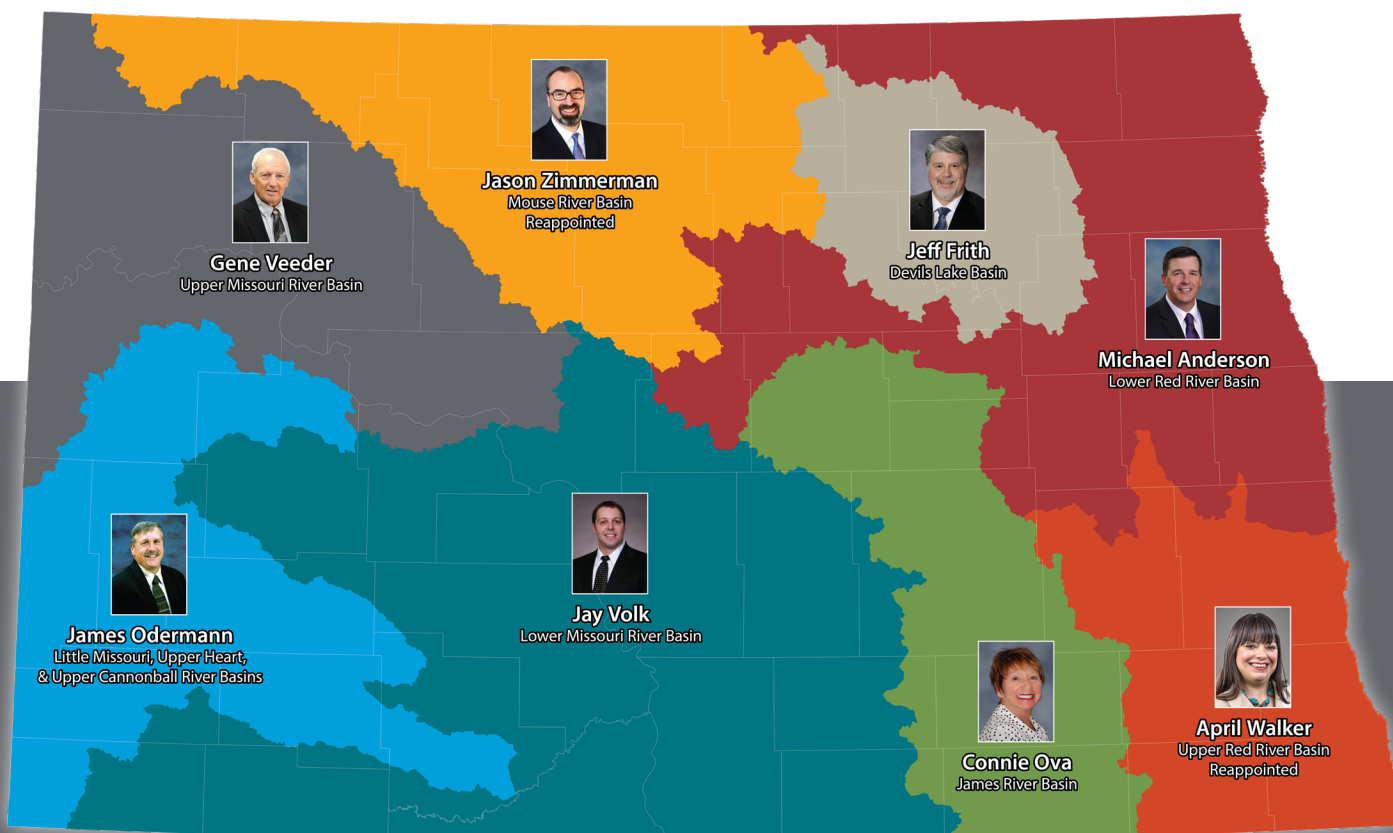 Jason Zimmerman
Mouse River Basin
Reappointed
Gene Veeder
Upper Missouri River Basin
Jeff Frith
Devils Lake Basin
Michael Anderson
Lower Red River Basin
James Odermann
Little Missouri, Upper Heart,
& Upper Cannonball River Basins
Jay Volk
Lower Missouri River Basin
Connie Ova
James River Basin
April Walker
Upper Red River Basin
Reappointed